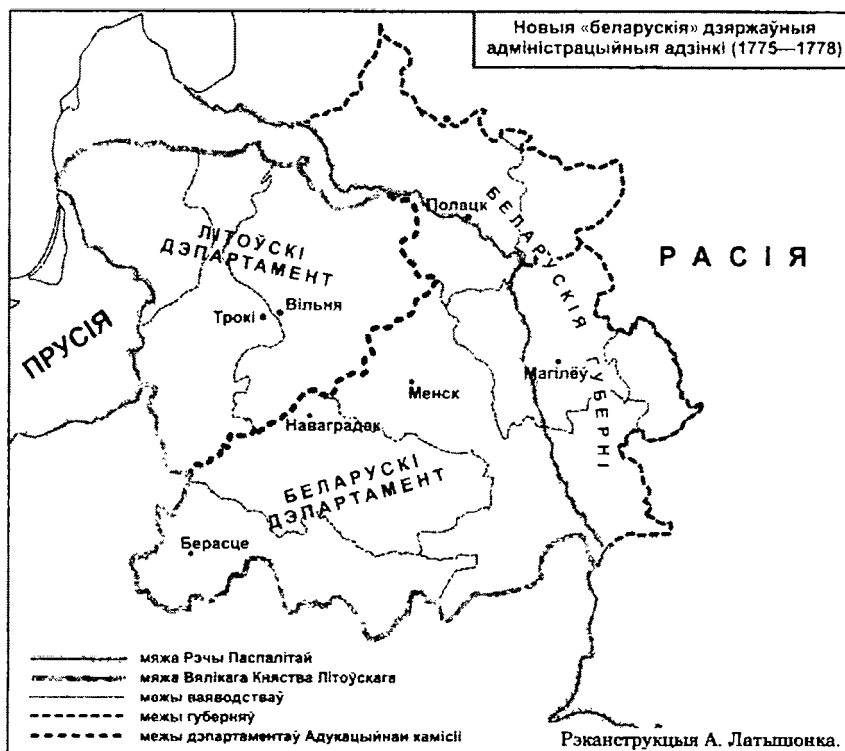 Новыя «беларускія» дзяржаўныя
адміністрацыйныя адзінкі (1775—1778)
БЕЛАРУСКІЯ ГУБЕРНІ
Полацк
РАСІЯ
ЛІТОЎСКІ
ДЭПАРТАМЕНТ
Трокі
Вільня
ПРУСІЯ
Магілёў
Менск
Наваградак
БЕЛАРУСКІ
ДЭПАРТАМЕНТ
Берасце
мяжа Рэчы Паспалітай
мяжа Вялікага Княства Літоўскага
межы ваяводстваў
межы губерняў
межы дэпартаментаў Адукацыйнай камісіі
Рэканструкцыя А. Латышонка.